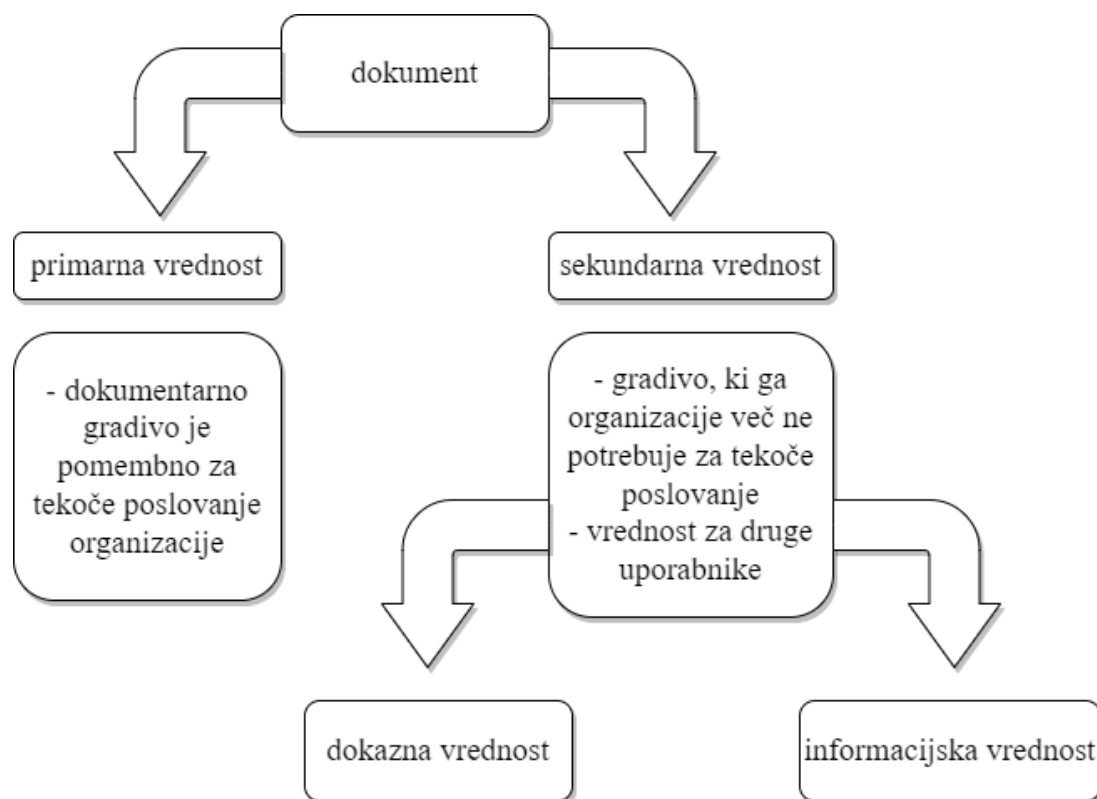 dokument
primarna vrednost
sekundarna vrednost
- dokumentarno
gradivo je
pomembno za
tekoče poslovanje
organizacije
- gradivo, ki ga
organizacije več ne
potrebuje za tekoče
poslovanje
- vrednost za druge
uporabnike
dokazna vrednost
informacijska vrednost